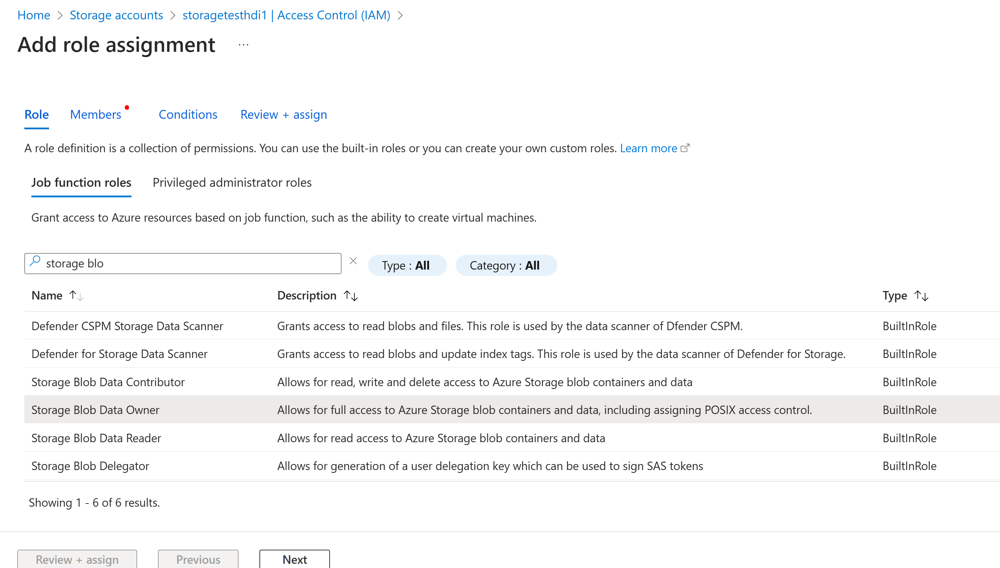 Home > Storage accounts > storagetesthdi1 | Access Control (IAM) >
Add role assignment ...
Role Members Conditions Review + assign
A role definition is a collection of permissions. You can use the built-in roles or you can create your own custom roles. Learn more
Job function roles Privileged administrator roles
Grant access to Azure resources based on job function, such as the ability to create virtual machines.
storage blo Type : All Category : All
Name ↑↓ Description ↑↓ Type ↑↓
Defender CSPM Storage Data Scanner Grants access to read blobs and files. This role is used by the data scanner of Dfender CSPM. BuiltInRole
Defender for Storage Data Scanner Grants access to read blobs and update index tags. This role is used by the data scanner of Defender for Storage. BuiltInRole
Storage Blob Data Contributor Allows for read, write and delete access to Azure Storage blob containers and data BuiltInRole
Storage Blob Data Owner Allows for full access to Azure Storage blob containers and data, including assigning POSIX access control. BuiltInRole
Storage Blob Data Reader Allows for read access to Azure Storage blob containers and data BuiltInRole
Storage Blob Delegator Allows for generation of a user delegation key which can be used to sign SAS tokens BuiltInRole
Showing 1 - 6 of 6 results.
Review + assign Previous Next